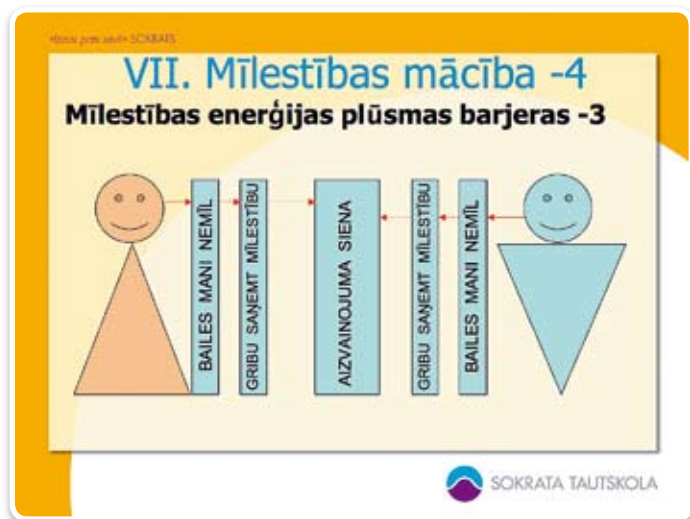 SOKRATS
VII. Mīlestības mācība -4
Mīlestības enerģijas plūsmas barjeras -3
BAILES MANI NEMĪL
GRIBU SAŅEMT MĪLESTĪBU
AIZVAINOJUMA SIENA
GRIBU SAŅEMT MĪLESTĪBU
BAILES MANI NEMĪL
SOKRATA TAUTSKOLA